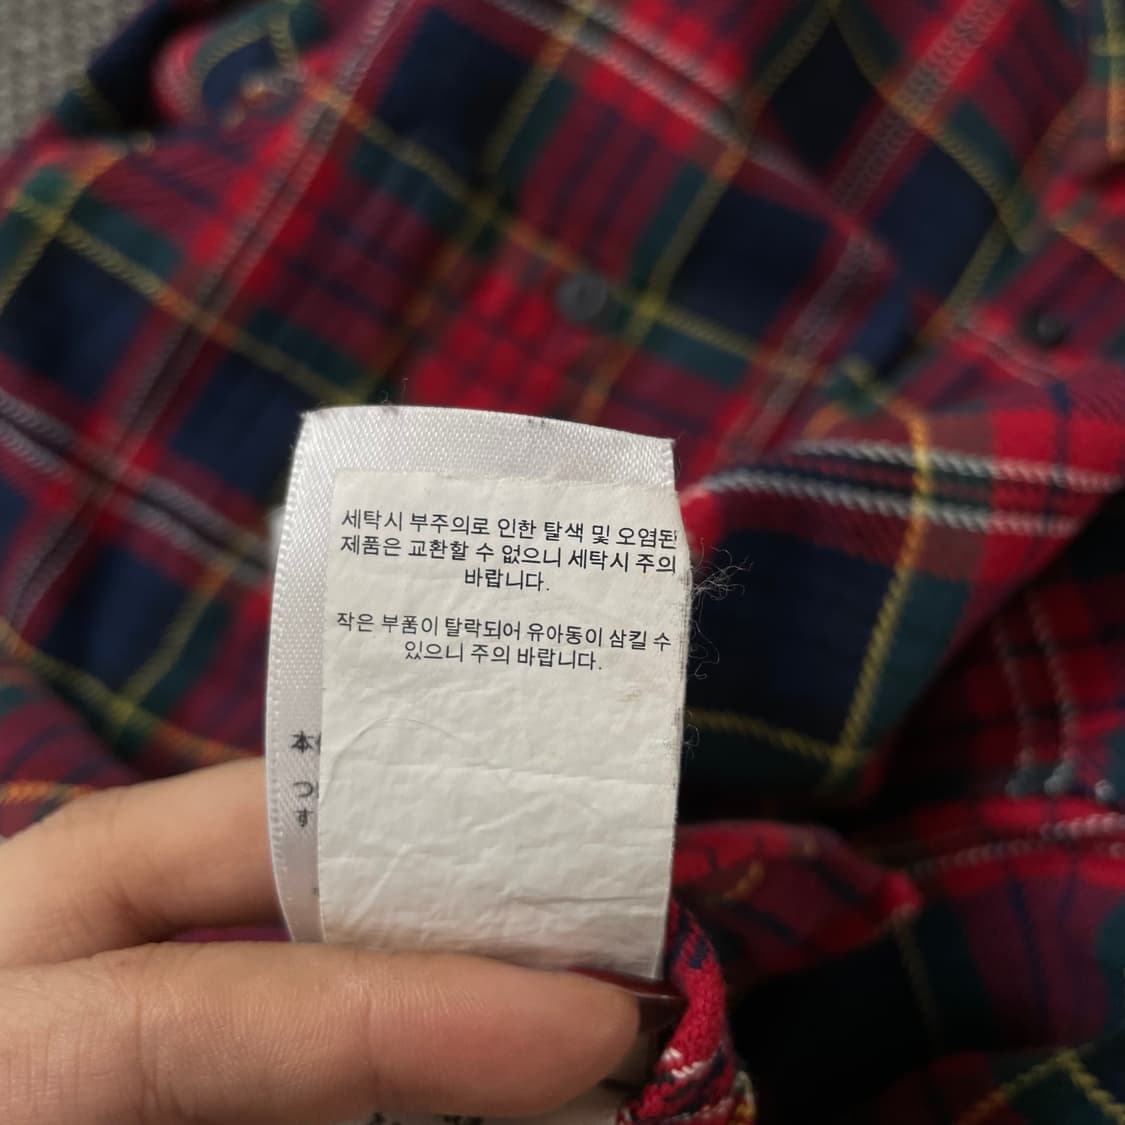 세탁시 부주의로 인한 탈색 및 오염된
제품은 교환할 수 없으니 세탁시 주의
바랍니다.
작은 부품이 탈락되어 유아동이 삼킬 수
있으니 주의 바랍니다.
本
つ
す